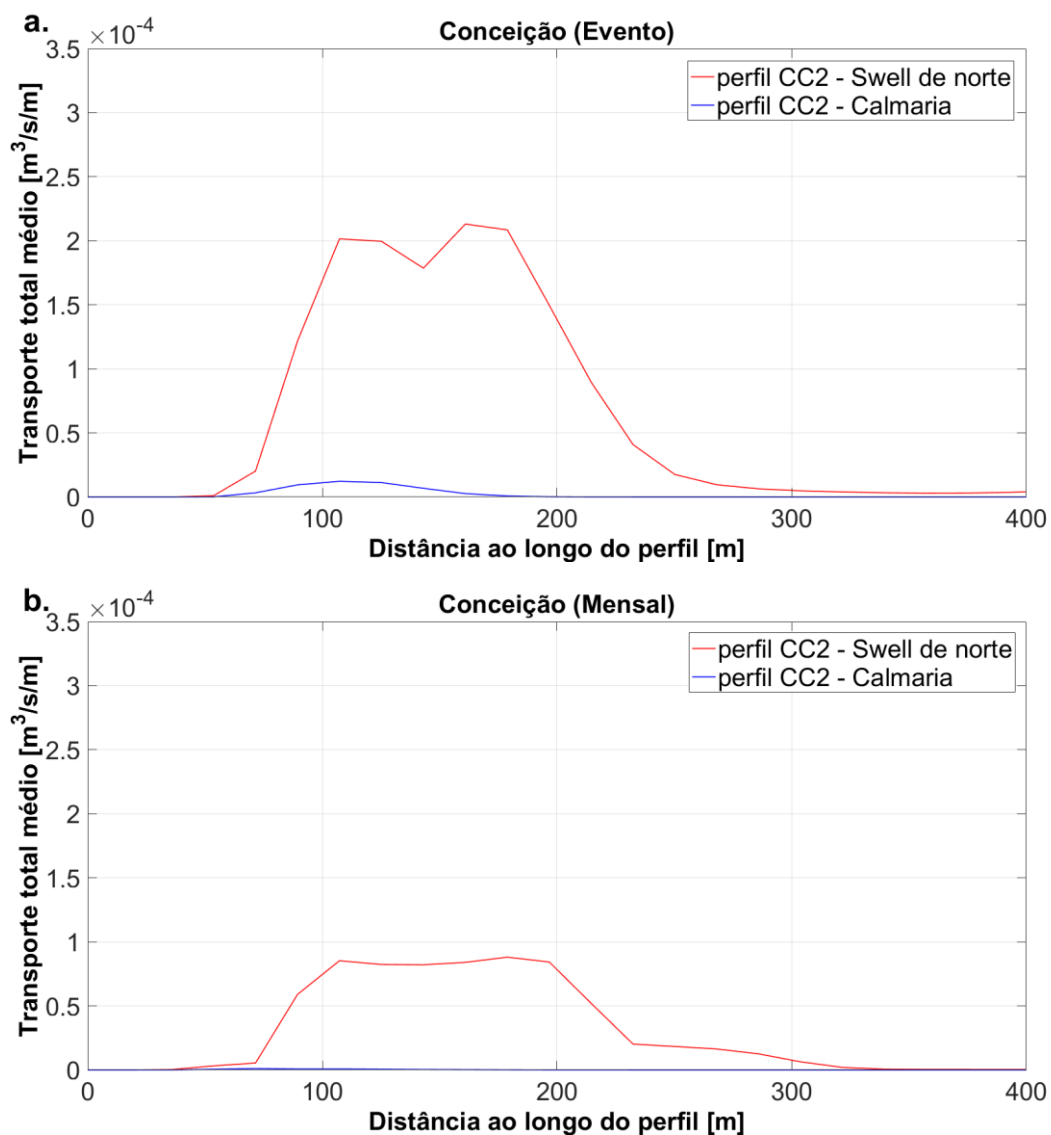 a.
×10⁻⁴
Conceição (Evento)
perfil CC2 - Swell de norte
perfil CC2 - Calmaria
Transporte total médio [m³/s/m]
3.5
3
2.5
2
1.5
1
0.5
0
0 100 200 300 400
Distância ao longo do perfil [m]
b.
×10⁻⁴
Conceição (Mensal)
perfil CC2 - Swell de norte
perfil CC2 - Calmaria
Transporte total médio [m³/s/m]
3.5
3
2.5
2
1.5
1
0.5
0
0 100 200 300 400
Distância ao longo do perfil [m]